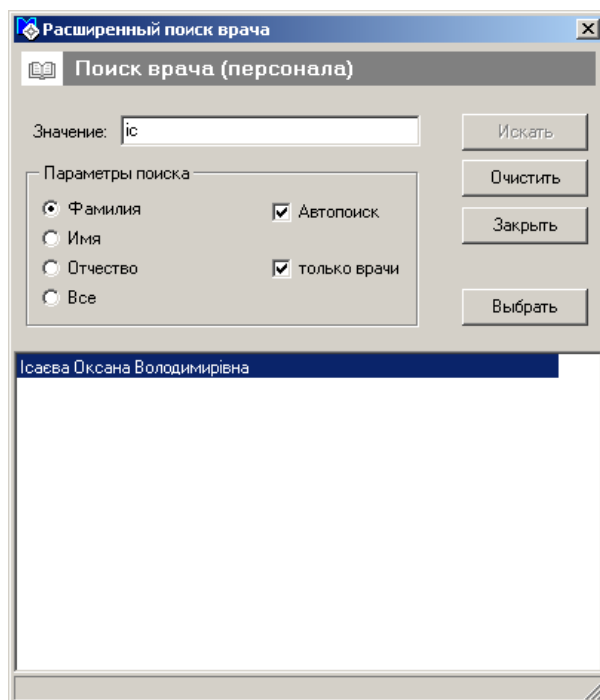 Расширенный поиск врача
Поиск врача (персонала)
Значение: іс Искать
Параметры поиска Очистить
Фамилия Автопоиск Закрыть
Имя
Отчество только врачи
Все Выбрать
Ісаєва Оксана Володимирівна